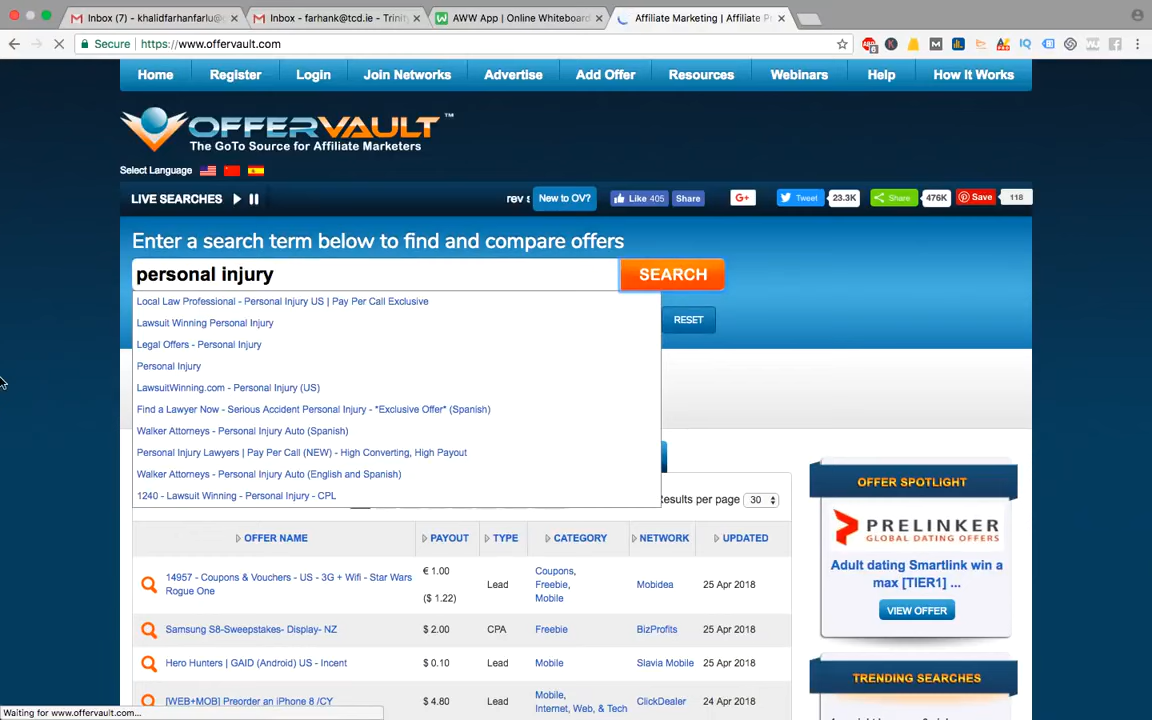 Inbox (7) - khalidfarhanfarlu@
Inbox - farhank@tcd.ie - Trinit
AWW App | Online Whiteboard
Affiliate Marketing | Affiliate P
Secure
https://www.offervault.com
Home
Register
Login
Join Networks
Advertise
Add Offer
Resources
Webinars
Help
How It Works
OFFERVAULT™
The GoTo Source for Affiliate Marketers
Select Language
LIVE SEARCHES
rev s
New to OV?
Like 405
Share
G+
Tweet
23.3K
Share
476K
Save
118
Enter a search term below to find and compare offers
personal injury
SEARCH
Local Law Professional - Personal Injury US | Pay Per Call Exclusive
Lawsuit Winning Personal Injury
RESET
Legal Offers - Personal Injury
Personal Injury
LawsuitWinning.com - Personal Injury (US)
Find a Lawyer Now - Serious Accident Personal Injury - *Exclusive Offer* (Spanish)
Walker Attorneys - Personal Injury Auto (Spanish)
Personal Injury Lawyers | Pay Per Call (NEW) - High Converting, High Payout
Walker Attorneys - Personal Injury Auto (English and Spanish)
1240 - Lawsuit Winning - Personal Injury - CPL
Results per page
30
OFFER NAME
PAYOUT
TYPE
CATEGORY
NETWORK
UPDATED
14957 - Coupons & Vouchers - US - 3G + Wifi - Star Wars
Rogue One
€ 1.00
($ 1.22)
Lead
Coupons,
Freebie,
Mobile
Mobidea
25 Apr 2018
Samsung S8-Sweepstakes- Display- NZ
$ 2.00
CPA
Freebie
BizProfits
25 Apr 2018
Hero Hunters | GAID (Android) US - Incent
$ 0.10
Lead
Mobile
Slavia Mobile
25 Apr 2018
[WEB+MOB] Preorder an iPhone 8 /CY
$ 4.80
Lead
Mobile,
Internet, Web, & Tech
ClickDealer
24 Apr 2018
OFFER SPOTLIGHT
PRELINKER
GLOBAL DATING OFFERS
Adult dating Smartlink win a
max [TIER1] ...
VIEW OFFER
TRENDING SEARCHES
Waiting for www.offervault.com...